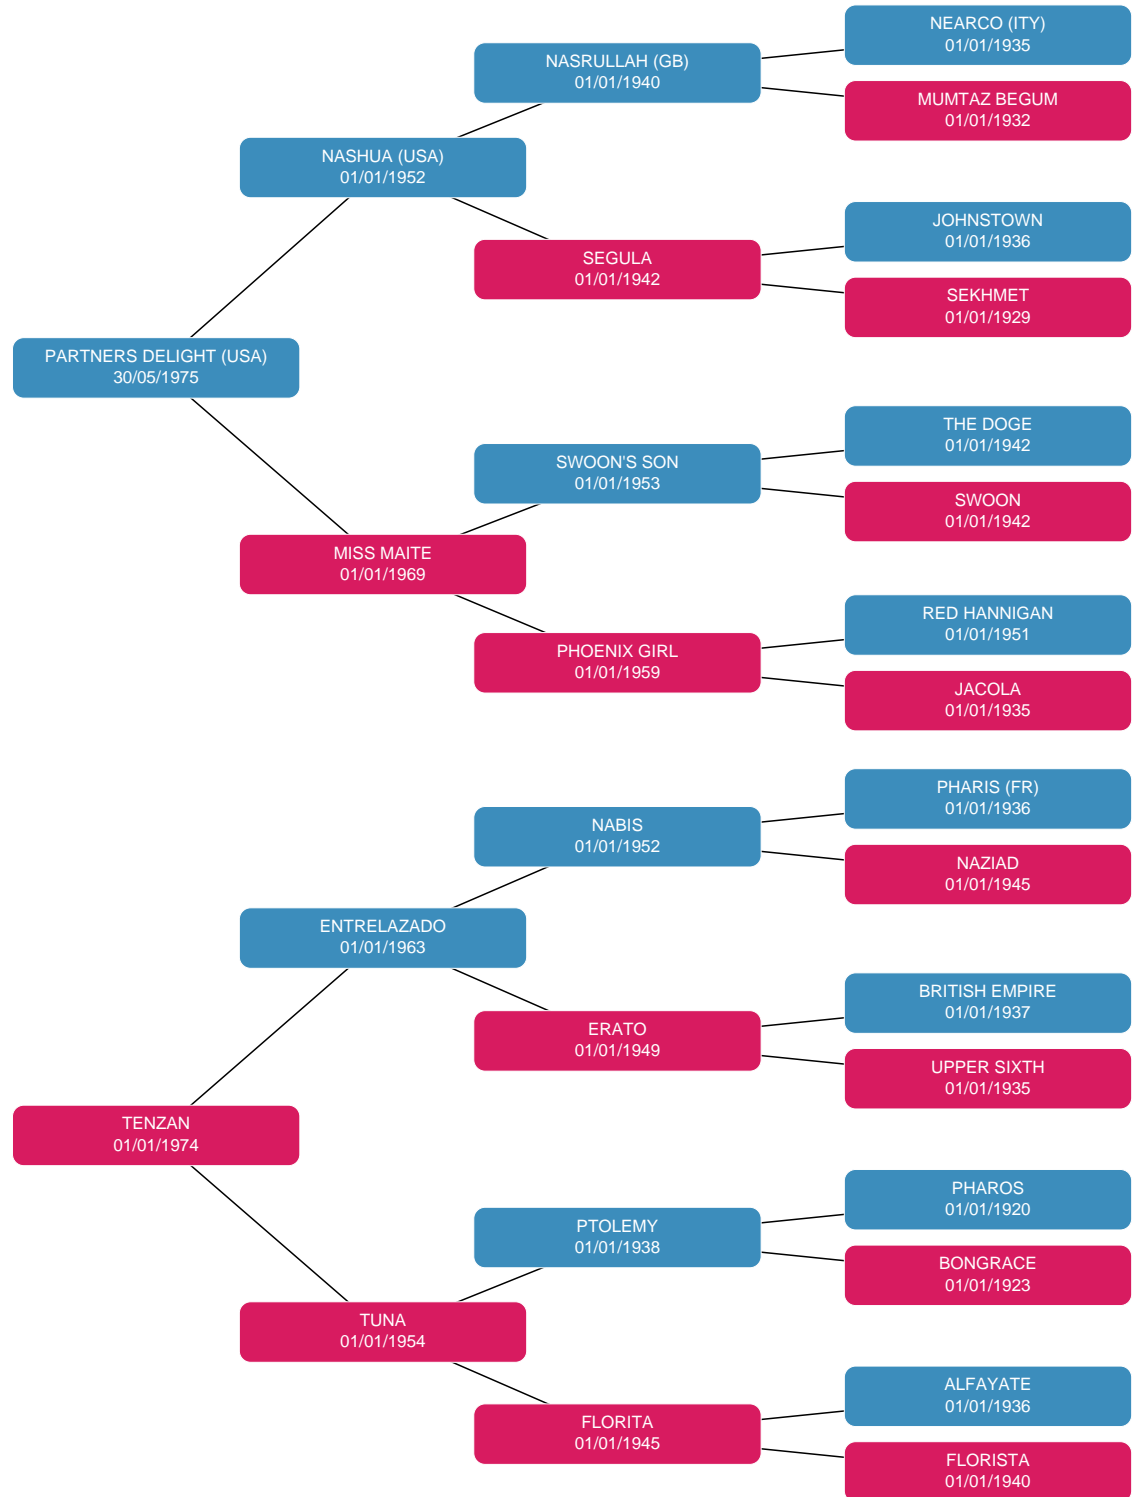 NEARCO (ITY)
01/01/1935
NASRULLAH (GB)
01/01/1940
MUMTAZ BEGUM
01/01/1932
NASHUA (USA)
01/01/1952
JOHNSTOWN
01/01/1936
SEGULA
01/01/1942
SEKHMET
01/01/1929
PARTNERS DELIGHT (USA)
30/05/1975
THE DOGE
01/01/1942
SWOON'S SON
01/01/1953
SWOON
01/01/1942
MISS MAITE
01/01/1969
RED HANNIGAN
01/01/1951
PHOENIX GIRL
01/01/1959
JACOLA
01/01/1935
PHARIS (FR)
01/01/1936
NABIS
01/01/1952
NAZIAD
01/01/1945
ENTRELAZADO
01/01/1963
BRITISH EMPIRE
01/01/1937
ERATO
01/01/1949
UPPER SIXTH
01/01/1935
TENZAN
01/01/1974
PHAROS
01/01/1920
PTOLEMY
01/01/1938
BONGRACE
01/01/1923
TUNA
01/01/1954
ALFAYATE
01/01/1936
FLORITA
01/01/1945
FLORISTA
01/01/1940